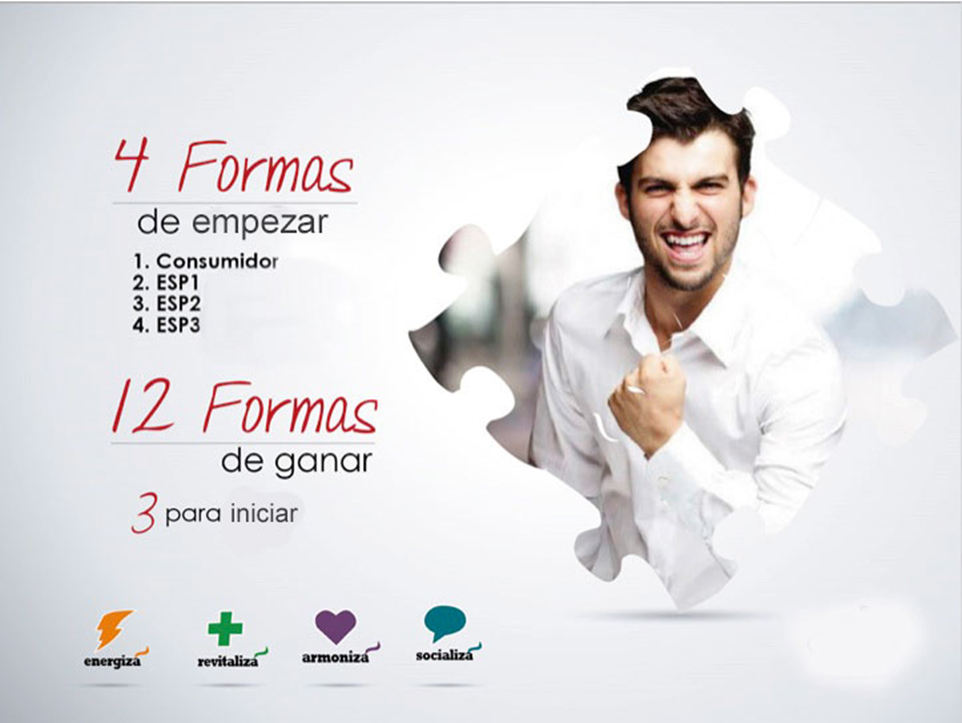 4 Formas
de empezar
1. Consumidor
2. ESP1
3. ESP2
4. ESP3
12 Formas
de ganar
3 para iniciar
energiza
revitaliza
armoniza
socializa